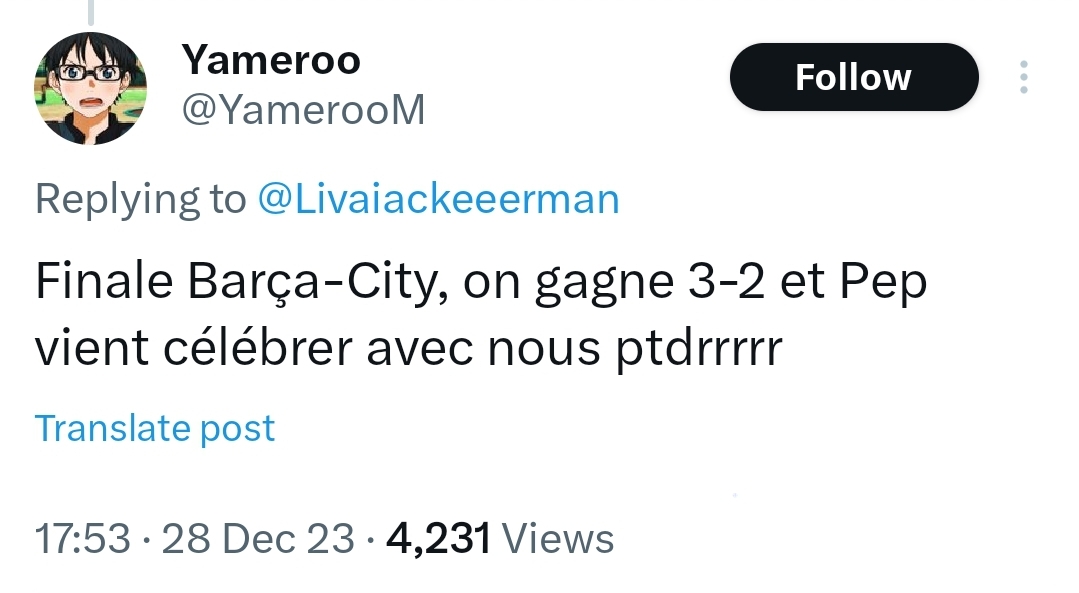 Yameroo
@YamerooM
Follow
Replying to @Livaiackeeerman
Finale Barça-City, on gagne 3-2 et Pep
vient célébrer avec nous ptdrrrrr
Translate post
17:53 · 28 Dec 23 · 4,231 Views